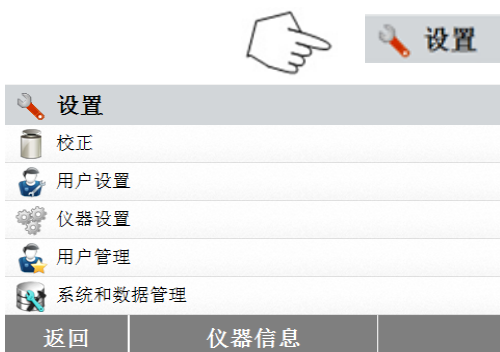 设置
设置
校正
用户设置
仪器设置
用户管理
系统和数据管理
返回 仪器信息